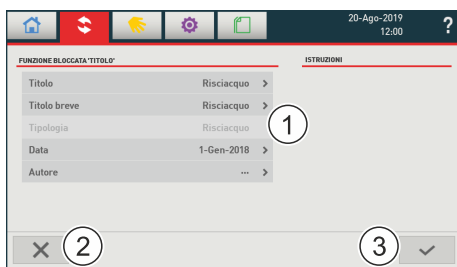 20-Ago-2019
12:00
?
FUNZIONE BLOCCATA 'TITOLO'
ISTRUZIONI
Titolo Risciacquo >
Titolo breve Risciacquo >
Tipologia Risciacquo
Data 1-Gen-2018 >
Autore ... >
1
2
3